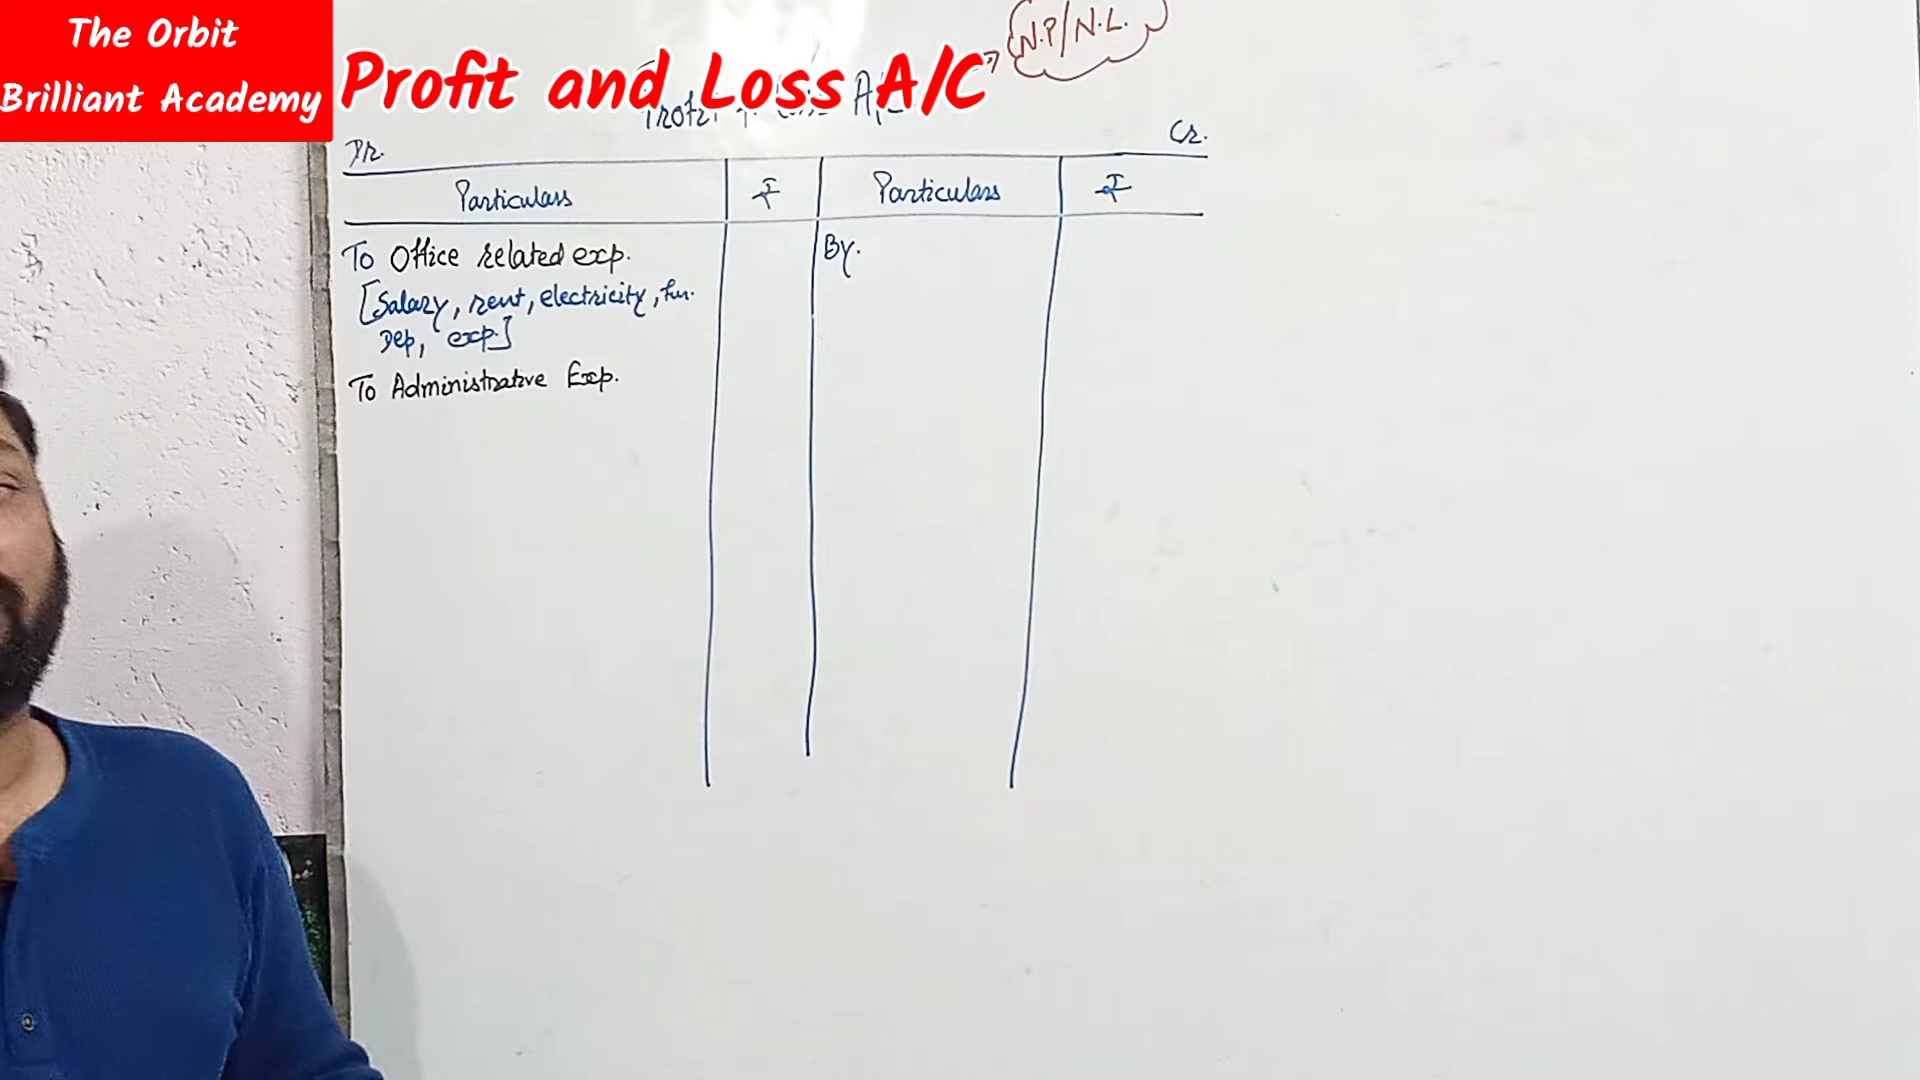 The Orbit
Brilliant Academy
Profit and Loss A/C
N.P/N.L.
Dr.
Cr.
Particulars ₹ Particulars ₹
To Office related exp.
By.
[Salary, rent, electricity, fur.
Dep, exp.]
To Administrative Exp.